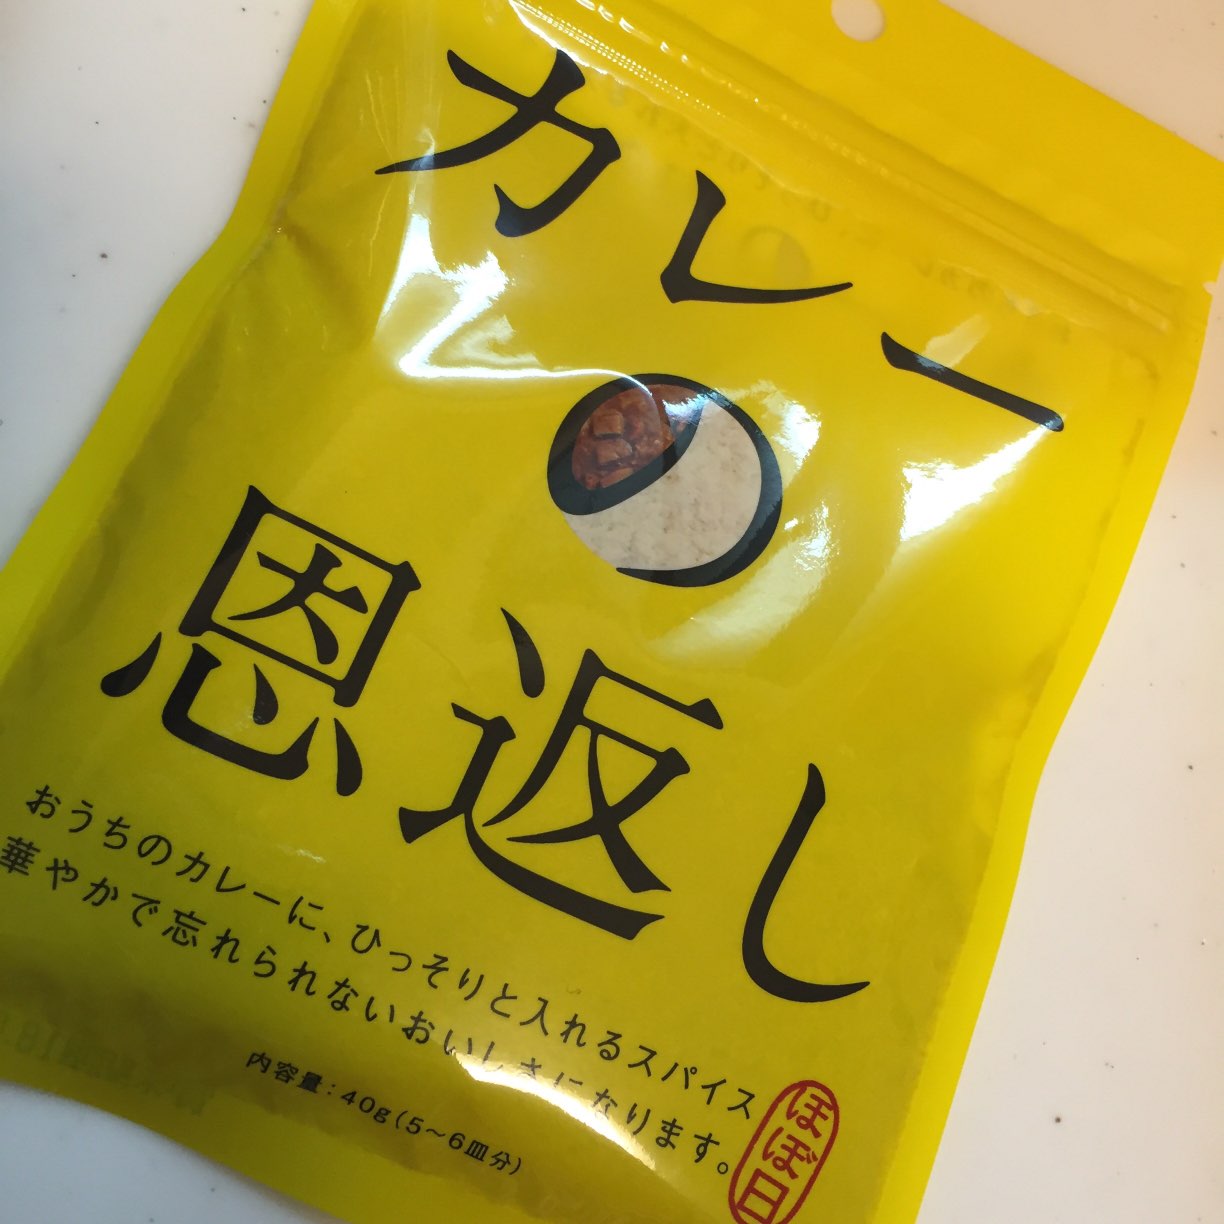 カレー
の
恩返し
おうちのカレーに、ひっそりと入れるスパイス
華やかで忘れられないおいしさになります。
内容量：40g（5～6皿分）
ほぼ日